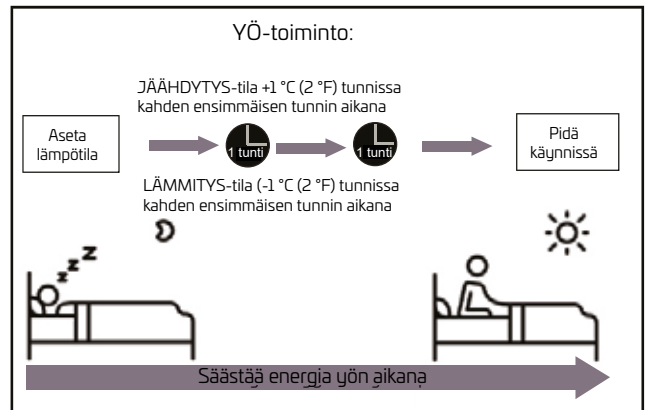 YÖ-toiminto:
JÄÄHDYTYS-tila +1 °C (2 °F) tunnissa
kahden ensimmäisen tunnin aikana
Aseta
lämpötila
1 tunti
1 tunti
Pidä
käynnissä
LÄMMITYS-tila (-1 °C (2 °F) tunnissa
kahden ensimmäisen tunnin aikana
z z z
Säästää energia yön aikana